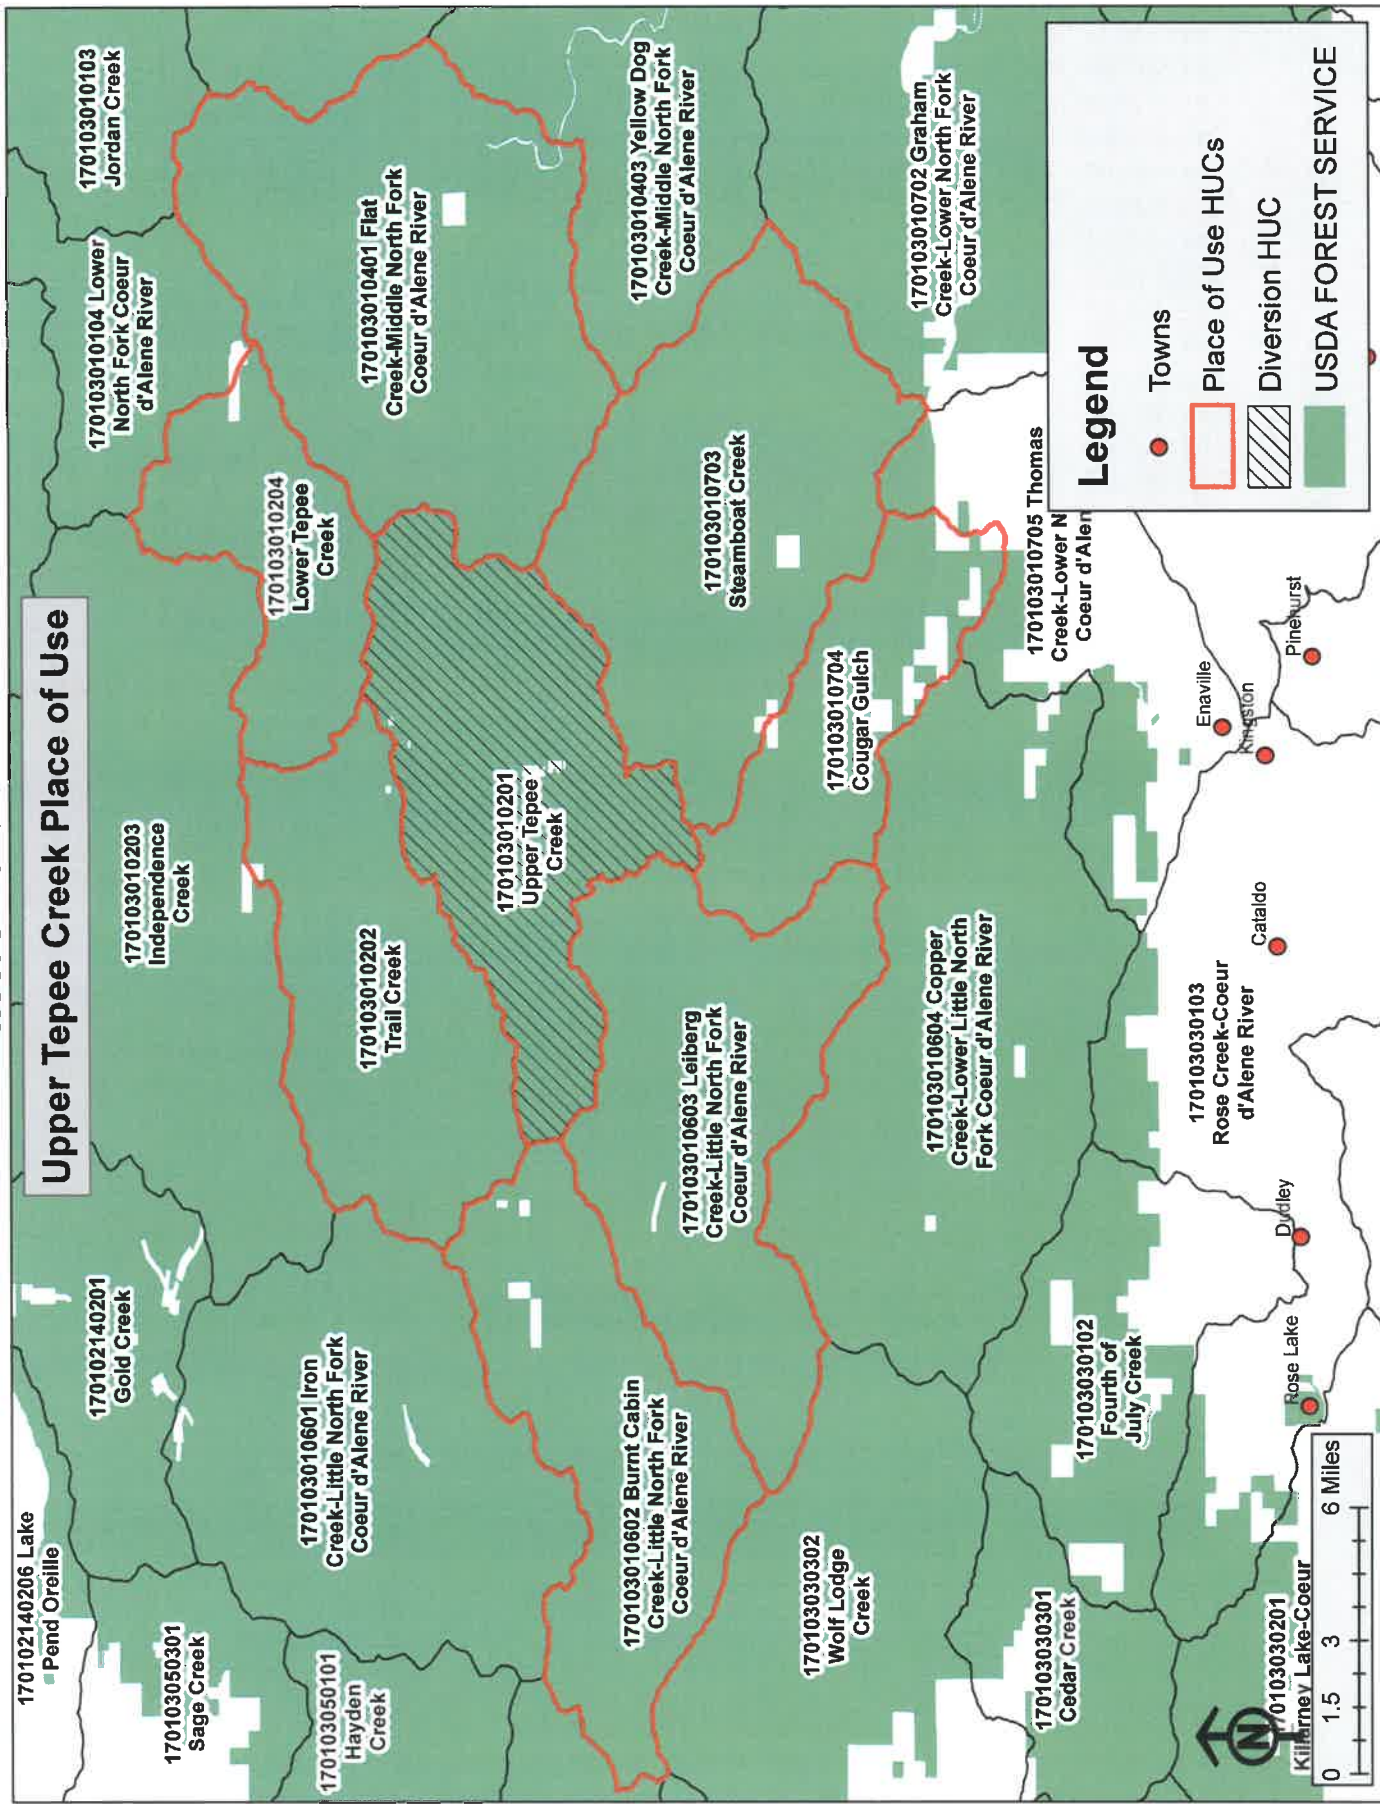 Upper Tepee Creek Place of Use
170102140206 Lake
Pend Oreille
170102140201
Gold Creek
170103010203
Independence
Creek
170103010104 Lower
North Fork Coeur
d'Alene River
170103010103
Jordan Creek
170103050301
Sage Creek
170103010601 Iron
Creek-Little North Fork
Coeur d'Alene River
170103010202
Trail Creek
170103010204
Lower Tepee
Creek
170103010401 Flat
Creek-Middle North Fork
Coeur d'Alene River
170103050101
Hayden
Creek
170103010201
Upper Tepee
Creek
170103010602 Burnt Cabin
Creek-Little North Fork
Coeur d'Alene River
170103010603 Leiberg
Creek-Little North Fork
Coeur d'Alene River
170103010703
Steamboat Creek
170103010403 Yellow Dog
Creek-Middle North Fork
Coeur d'Alene River
170103030302
Wolf Lodge
Creek
170103010604 Copper
Creek-Lower Little North
Fork Coeur d'Alene River
170103010704
Cougar Gulch
170103010702 Graham
Creek-Lower North Fork
Coeur d'Alene River
170103030301
Cedar Creek
170103030102
Fourth of
July Creek
170103010705 Thomas
Creek-Lower N
Coeur d'Alen
170103030103
Rose Creek-Coeur
d'Alene River
Enaville
Kingston
Pinehurst
Cataldo
Dudley
Rose Lake
170103030201
Killarney Lake-Coeur
N
0 1.5 3 6 Miles
Legend
Towns
Place of Use HUCs
Diversion HUC
USDA FOREST SERVICE